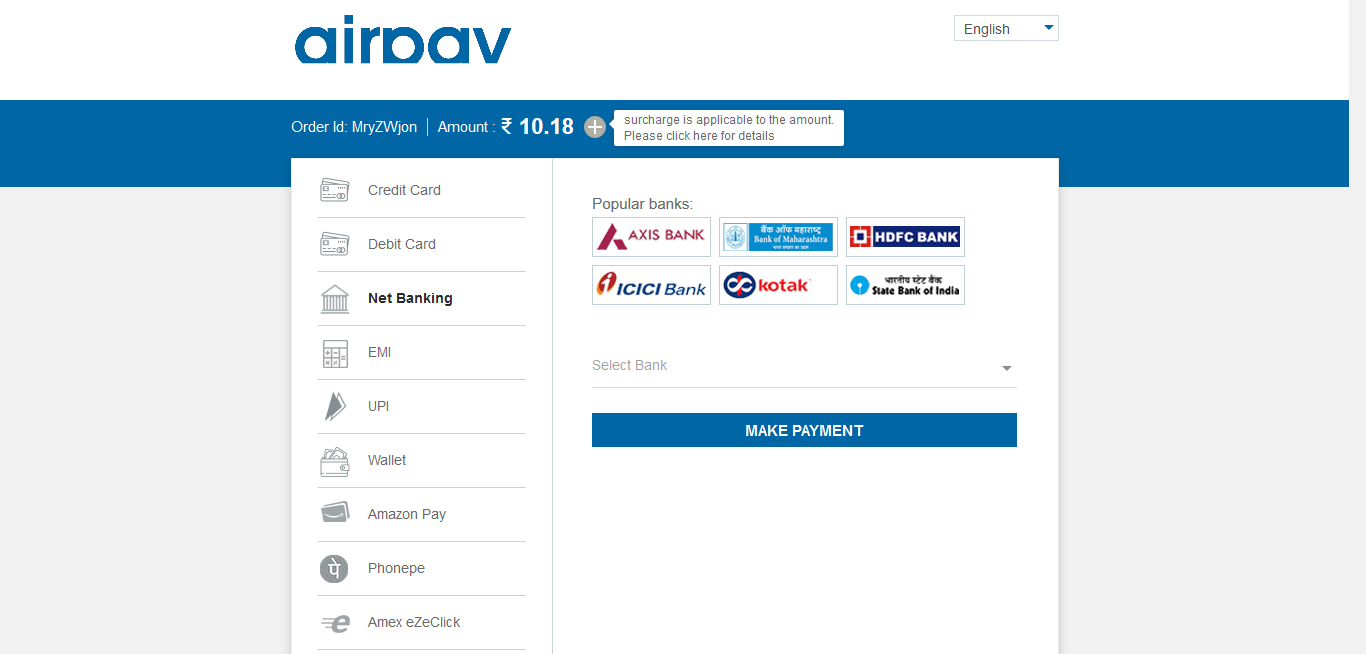 airpay
English
Order Id: MryZWjon
Amount : ₹ 10.18
surcharge is applicable to the amount.
Please click here for details
Credit Card
Debit Card
Net Banking
EMI
UPI
Wallet
Amazon Pay
पे
Phonepe
Amex eZeClick
Popular banks:
AXIS BANK
बैंक ऑफ महाराष्ट्र
Bank of Maharashtra
HDFC BANK
ICICI Bank
kotak
भारतीय स्टेट बैंक
State Bank of India
Select Bank
MAKE PAYMENT